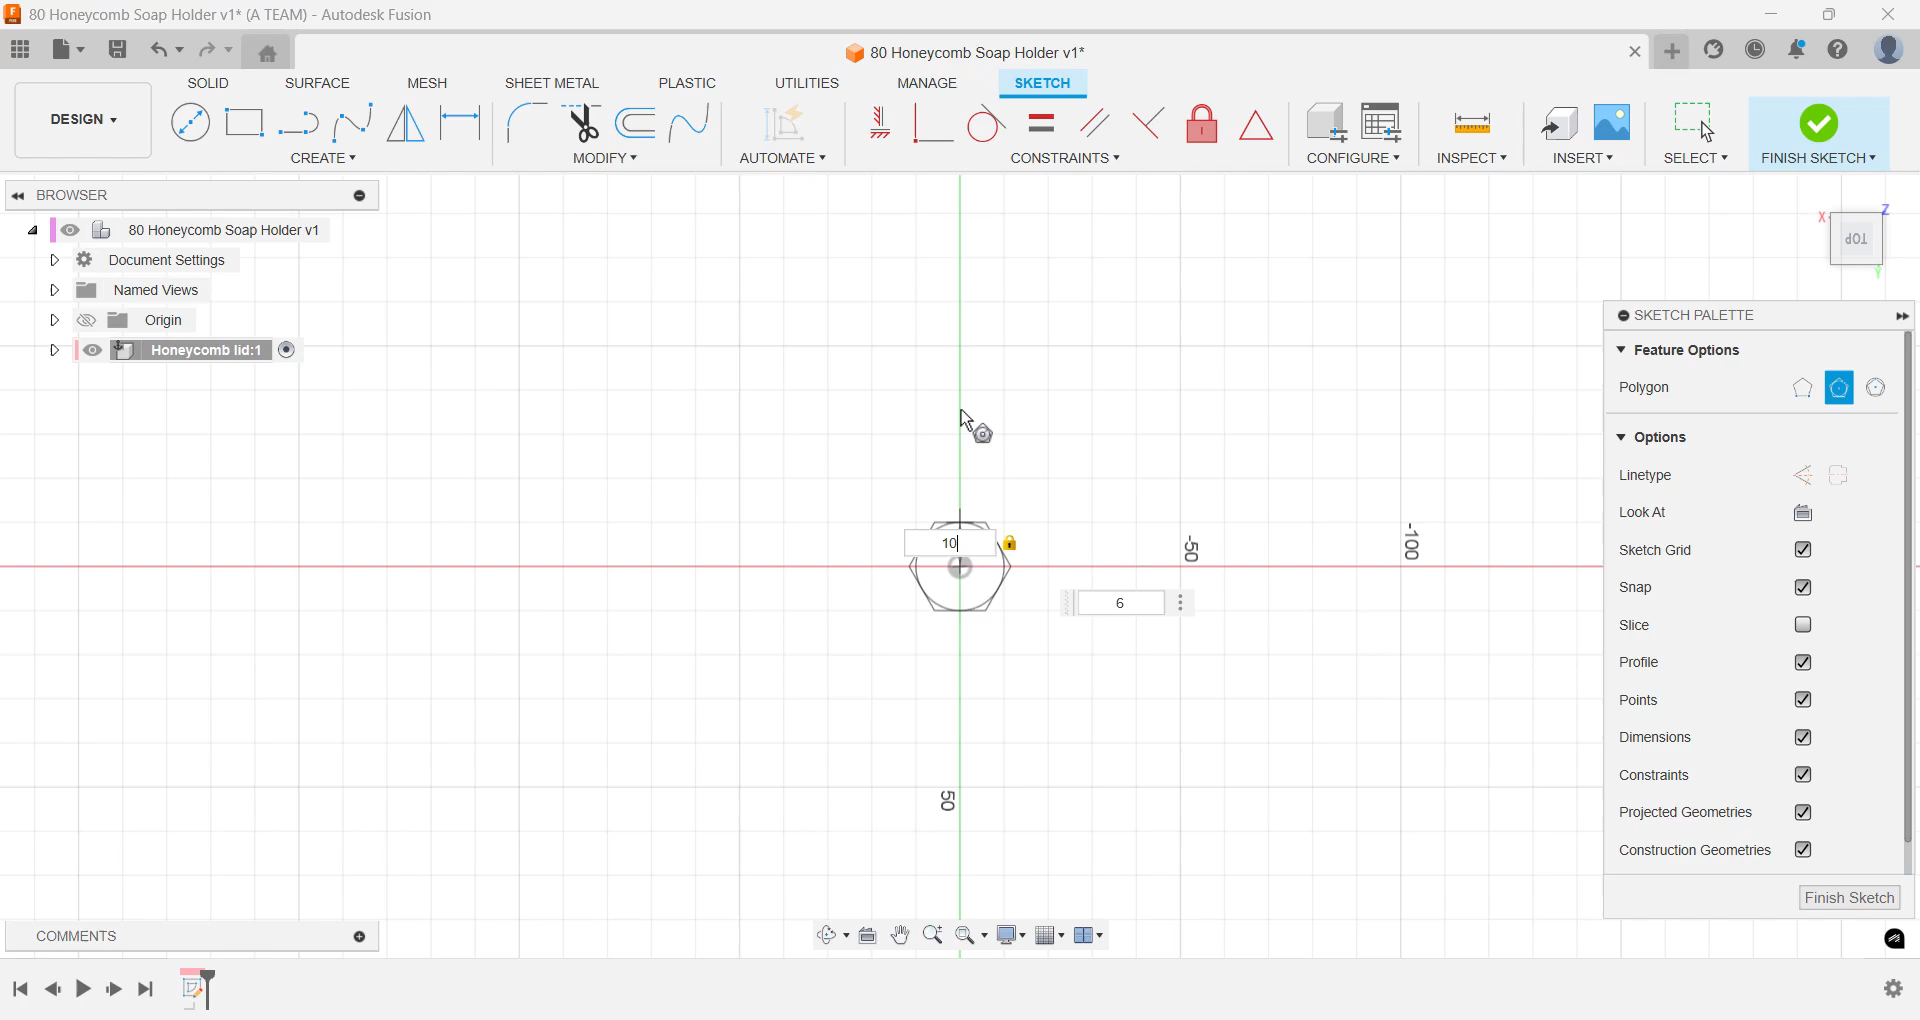 80 Honeycomb Soap Holder v1* (A TEAM) - Autodesk Fusion
80 Honeycomb Soap Holder v1*
SOLID SURFACE MESH SHEET METAL PLASTIC UTILITIES MANAGE SKETCH
DESIGN
CREATE MODIFY AUTOMATE CONSTRAINTS CONFIGURE INSPECT INSERT SELECT FINISH SKETCH
BROWSER
80 Honeycomb Soap Holder v1
Document Settings
Named Views
Origin
Honeycomb lid:1
X
Z
TOP
Y
SKETCH PALETTE
Feature Options
Polygon
Options
Linetype
Look At
Sketch Grid
Snap
Slice
Profile
Points
Dimensions
Constraints
Projected Geometries
Construction Geometries
Finish Sketch
10
6
-50
-100
50
COMMENTS